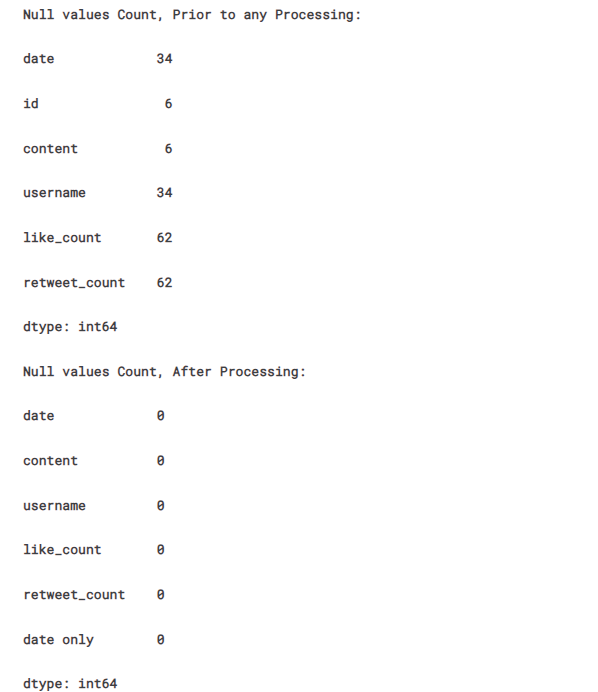 Null values Count, Prior to any Processing:
date 34
id 6
content 6
username 34
like_count 62
retweet_count 62
dtype: int64
Null values Count, After Processing:
date 0
content 0
username 0
like_count 0
retweet_count 0
date only 0
dtype: int64